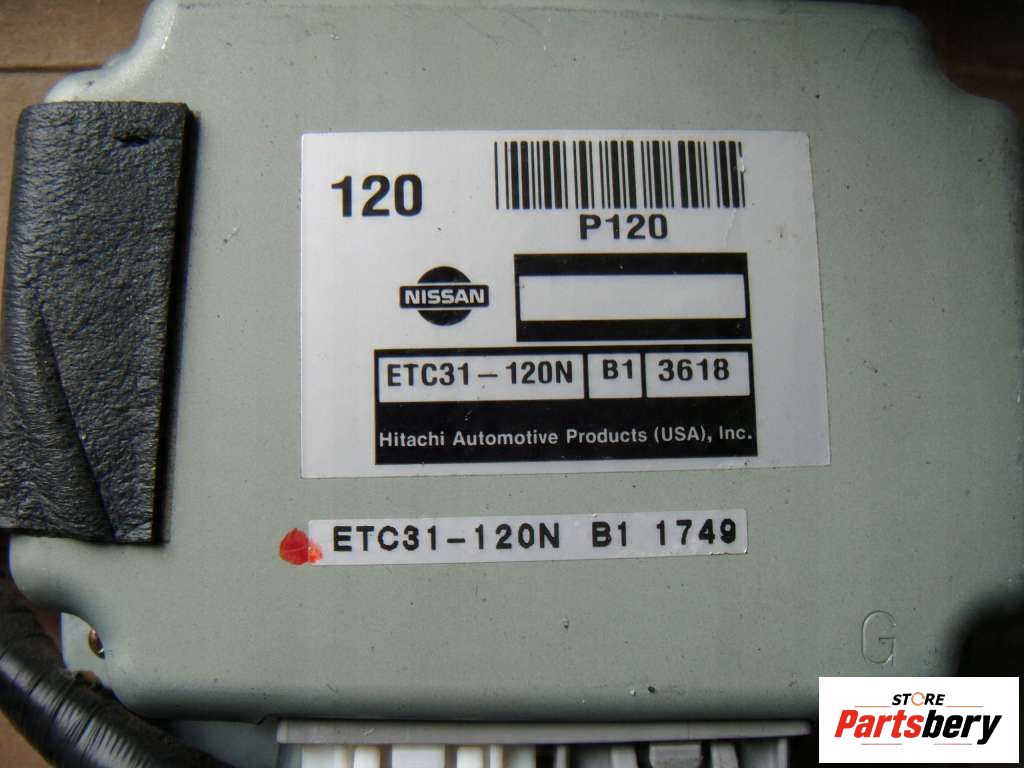 120
P120
NISSAN
ETC31-120N B1 3618
Hitachi Automotive Products (USA), Inc.
ETC31-120N B1 1749
G
STORE
Partsbery